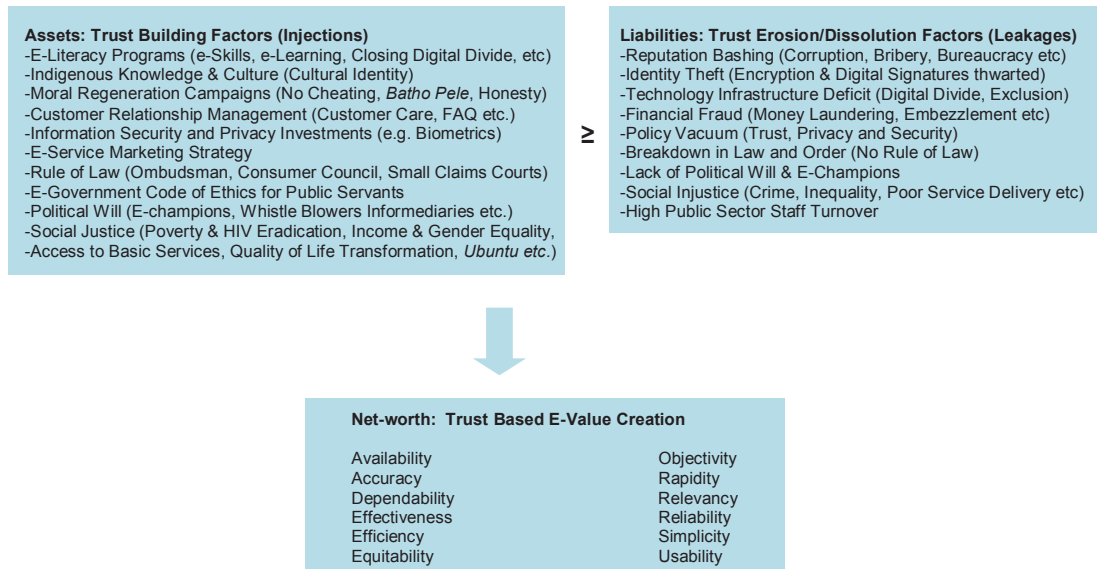 Assets: Trust Building Factors (Injections)
-E-Literacy Programs (e-Skills, e-Learning, Closing Digital Divide, etc)
-Indigenous Knowledge & Culture (Cultural Identity)
-Moral Regeneration Campaigns (No Cheating, Batho Pele, Honesty)
-Customer Relationship Management (Customer Care, FAQ etc.)
-Information Security and Privacy Investments (e.g. Biometrics)
-E-Service Marketing Strategy
-Rule of Law (Ombudsman, Consumer Council, Small Claims Courts)
-E-Government Code of Ethics for Public Servants
-Political Will (E-champions, Whistle Blowers Informediaries etc.)
-Social Justice (Poverty & HIV Eradication, Income & Gender Equality,
-Access to Basic Services, Quality of Life Transformation, Ubuntu etc.)
≥
Liabilities: Trust Erosion/Dissolution Factors (Leakages)
-Reputation Bashing (Corruption, Bribery, Bureaucracy etc)
-Identity Theft (Encryption & Digital Signatures thwarted)
-Technology Infrastructure Deficit (Digital Divide, Exclusion)
-Financial Fraud (Money Laundering, Embezzlement etc)
-Policy Vacuum (Trust, Privacy and Security)
-Breakdown in Law and Order (No Rule of Law)
-Lack of Political Will & E-Champions
-Social Injustice (Crime, Inequality, Poor Service Delivery etc)
-High Public Sector Staff Turnover
Net-worth: Trust Based E-Value Creation
Availability
Accuracy
Dependability
Effectiveness
Efficiency
Equitability
Objectivity
Rapidity
Relevancy
Reliability
Simplicity
Usability